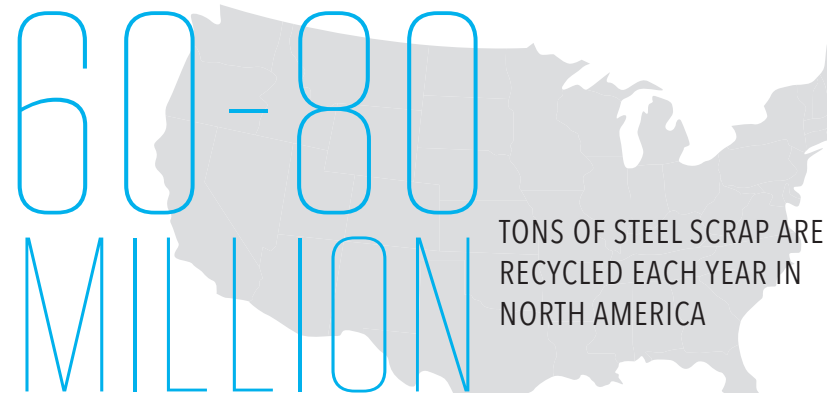 60-80
MILLION
TONS OF STEEL SCRAP ARE
RECYCLED EACH YEAR IN
NORTH AMERICA